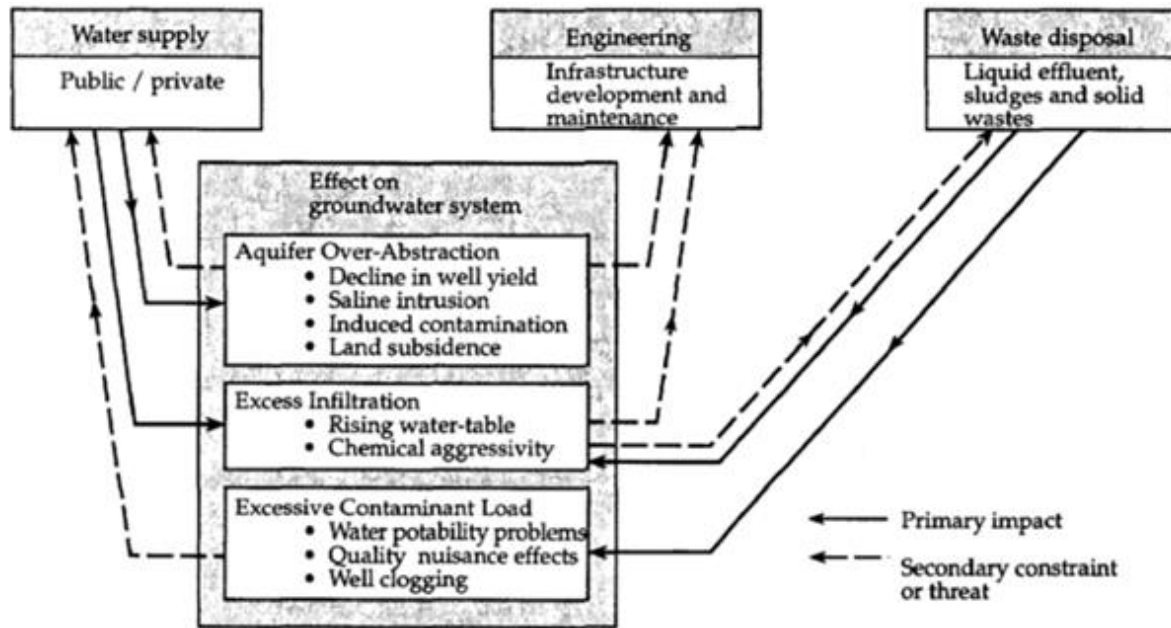 Water supply
Public / private
Engineering
Infrastructure
development and
maintenance
Waste disposal
Liquid effluent,
sludges and solid
wastes
Effect on
groundwater system
Aquifer Over-Abstraction
• Decline in well yield
• Saline intrusion
• Induced contamination
• Land subsidence
Excess Infiltration
• Rising water-table
• Chemical aggressivity
Excessive Contaminant Load
• Water potability problems
• Quality nuisance effects
• Well clogging
Primary impact
Secondary constraint
or threat